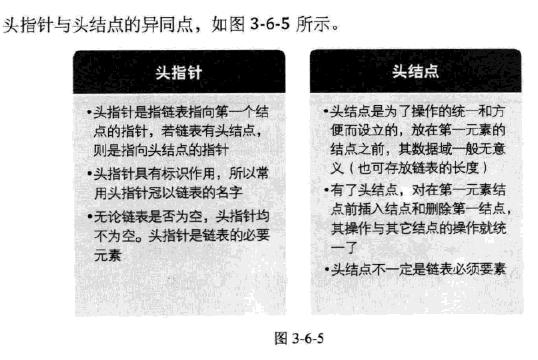 头指针与头结点的异同点，如图 3-6-5 所示。
头指针
•头指针是指链表指向第一个结
点的指针，若链表有头结点，
则是指向头结点的指针
•头指针具有标识作用，所以常
用头指针冠以链表的名字
•无论链表是否为空，头指针均
不为空。头指针是链表的必要
元素
头结点
•头结点是为了操作的统一和方
便而设立的，放在第一元素的
结点之前，其数据域一般无意
义（也可存放链表的长度）
•有了头结点，对在第一元素结
点前插入结点和删除第一结点，
其操作与其它结点的操作就统
一了
•头结点不一定是链表必须要素
图 3-6-5